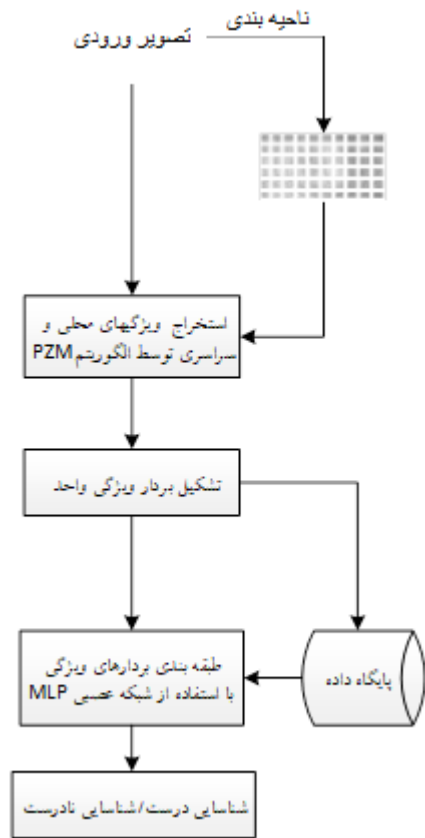 ناحیه بندی
تصویر ورودی
استخراج ویژگیهای محلی و
سراسری توسط الگوریتم PZM
تشکیل بردار ویژگی واحد
طبقه بندی بردارهای ویژگی
با استفاده از شبکه عصبی MLP
پایگاه داده
شناسایی درست/شناسایی نادرست